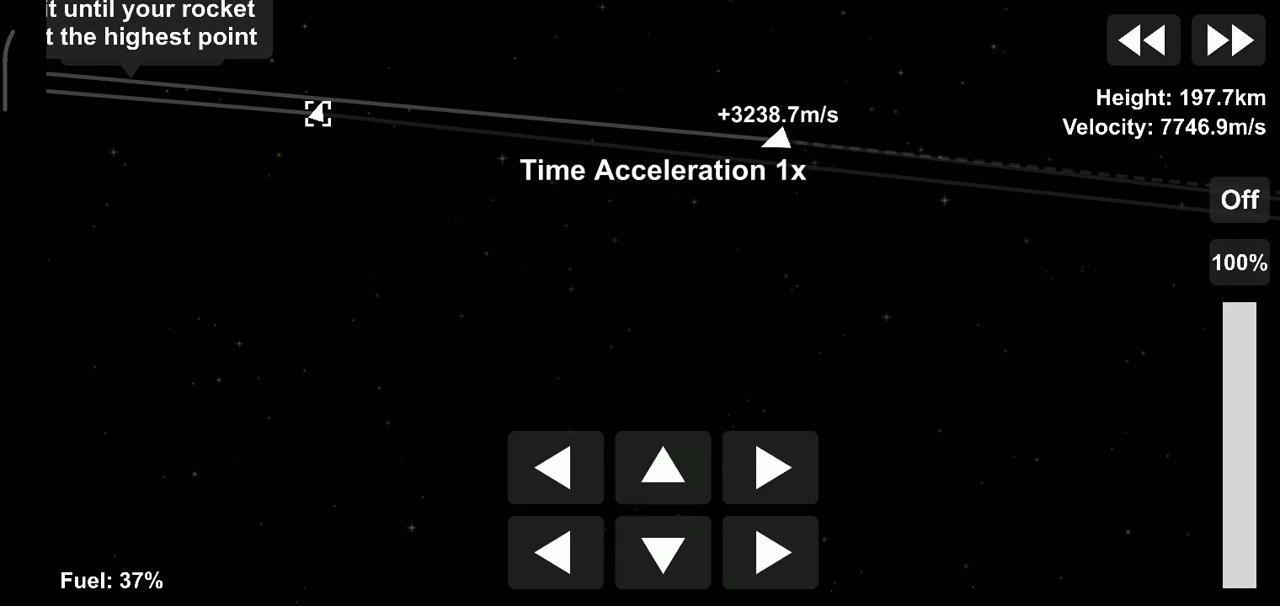 it until your rocket
t the highest point
+3238.7m/s
Time Acceleration 1x
Height: 197.7km
Velocity: 7746.9m/s
Off
100%
Fuel: 37%